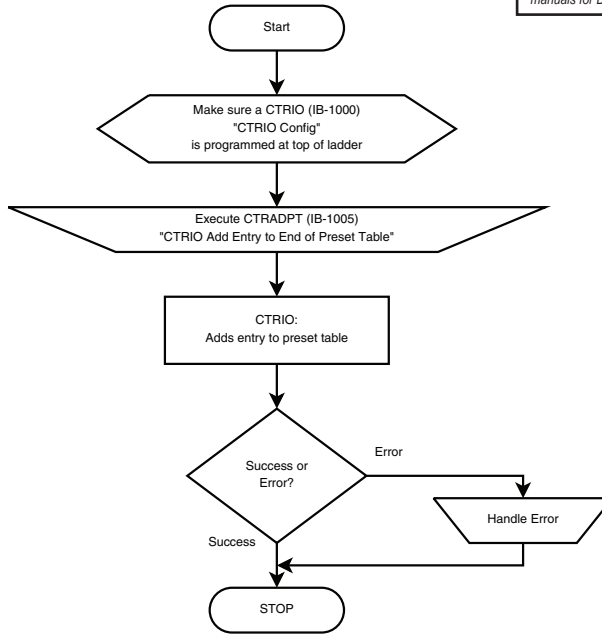 manuals for D
Start
Make sure a CTRIO (IB-1000)
"CTRIO Config"
is programmed at top of ladder
Execute CTRADPT (IB-1005)
"CTRIO Add Entry to End of Preset Table"
CTRIO:
Adds entry to preset table
Success or
Error?
Error
Handle Error
Success
STOP